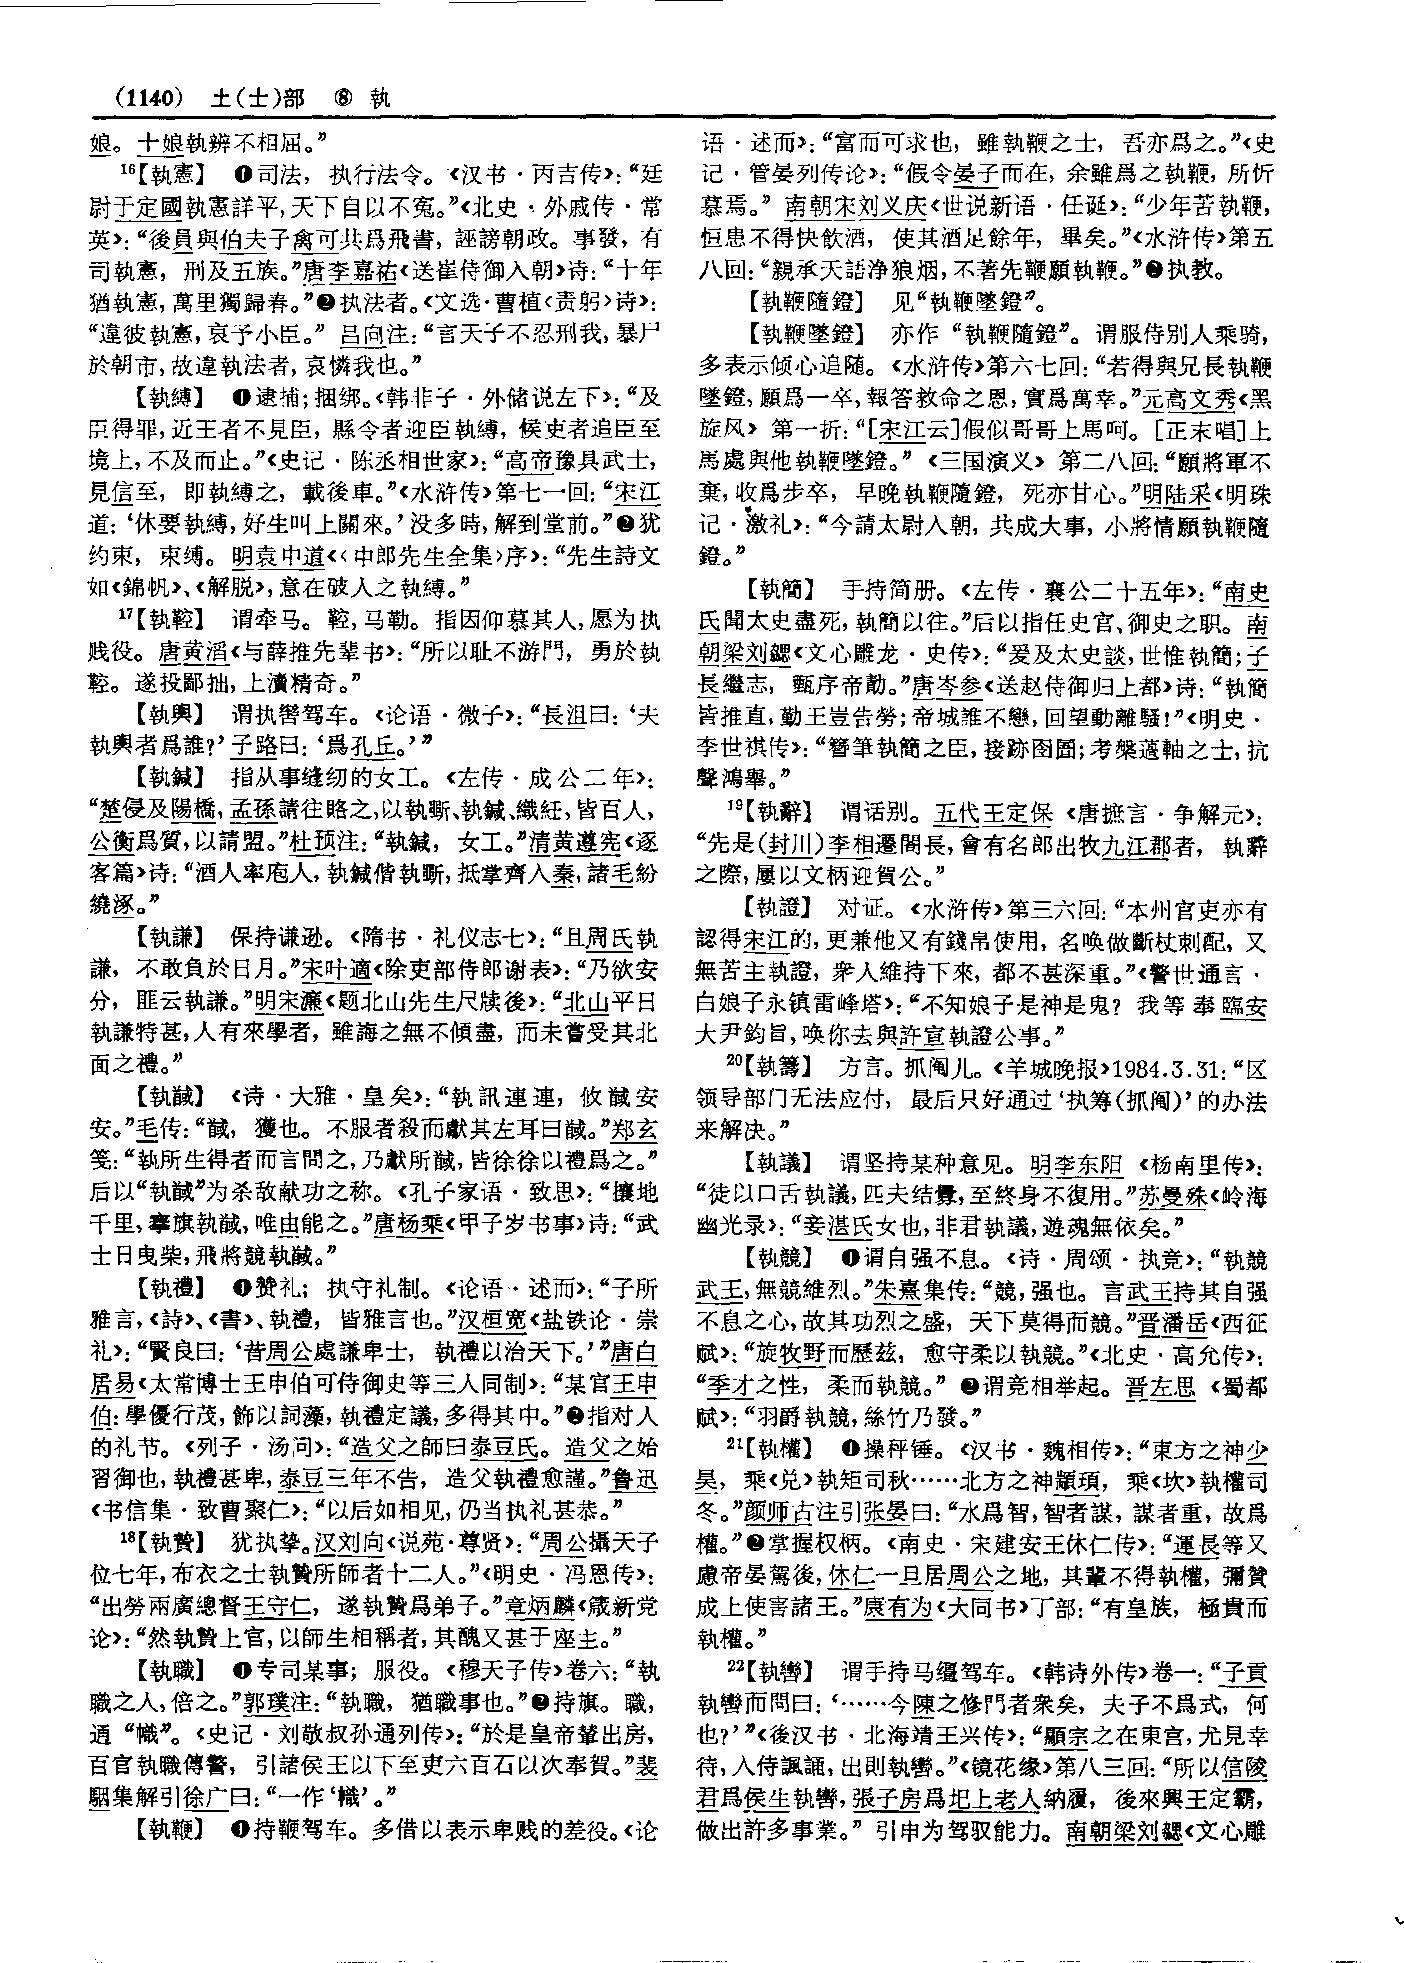 (1140) 土(士)部 ⑧ 執
娘。十娘執辨不相屈。”
16【執憲】 ❶司法，执行法令。《汉书·丙吉传》：“廷
尉于定國執憲詳平，天下自以不冤。”《北史·外戚传·常
英》：“後員與伯夫子禽可共爲飛書，誣謗朝政。事發，有
司執憲，刑及五族。”唐李嘉祐《送崔侍御入朝》诗：“十年
猶執憲，萬里獨歸春。”❷执法者。《文选·曹植〈责躬〉诗》：
“違彼執憲，哀予小臣。” 吕向注：“言天子不忍刑我，暴尸
於朝市，故違執法者，哀憐我也。”
【執縛】 ❶逮捕；捆绑。《韩非子·外储说左下》：“及
臣得罪，近王者不見臣，縣令者迎臣執縛，候吏者追臣至
境上，不及而止。”《史记·陈丞相世家》：“高帝豫具武士，
見信至，即執縛之，載後車。”《水浒传》第七一回：“宋江
道：‘休要執縛，好生叫上關來。’没多時，解到堂前。”❷犹
约束，束缚。明袁中道《〈中郎先生全集〉序》：“先生詩文
如《錦帆》、《解脱》，意在破人之執縛。”
17【執鞚】 谓牵马。鞚，马勒。指因仰慕其人，愿为执
贱役。唐黄滔《与薛推先辈书》：“所以耻不游門，勇於執
鞚。遂投鄙拙，上瀆精奇。”
【執輿】 谓执辔驾车。《论语·微子》：“長沮曰：‘夫
執輿者爲誰？’子路曰：‘爲孔丘。’”
【執鍼】 指从事缝纫的女工。《左传·成公二年》：
“楚侵及陽橋，孟孫請往賂之，以執斲、執鍼、織紝，皆百人，
公衡爲質，以請盟。”杜预注：“執鍼，女工。”清黄遵宪《逐
客篇》诗：“酒人率庖人，執鍼偕執斲，抵掌齊入秦，諸毛紛
繞涿。”
【執謙】 保持谦逊。《隋书·礼仪志七》：“且周氏執
謙，不敢負於日月。”宋叶適《除吏部侍郎谢表》：“乃欲安
分，匪云執謙。”明宋濂《题北山先生尺牍後》：“北山平日
執謙特甚，人有來學者，雖誨之無不傾盡，而未嘗受其北
面之禮。”
【執馘】 《诗·大雅·皇矣》：“執訊連連，攸馘安
安。”毛传：“馘，獲也。不服者殺而獻其左耳曰馘。”郑玄
笺：“執所生得者而言問之，乃獻所馘，皆徐徐以禮爲之。”
后以“執馘”为杀敌献功之称。《孔子家语·致思》：“攘地
千里，搴旗執馘，唯由能之。”唐杨乘《甲子岁书事》诗：“武
士日曳柴，飛將競執馘。”
【執禮】 ❶赞礼；执守礼制。《论语·述而》：“子所
雅言，《詩》、《書》、執禮，皆雅言也。”汉桓宽《盐铁论·崇
礼》：“賢良曰：‘昔周公處謙卑士，執禮以治天下。’”唐白
居易《太常博士王申伯可侍御史等三人同制》：“某官王申
伯：學優行茂，飾以詞藻，執禮定議，多得其中。”❷指对人
的礼节。《列子·汤问》：“造父之師曰泰豆氏。造父之始
習御也，執禮甚卑，泰豆三年不告，造父執禮愈謹。”鲁迅
《书信集·致曹聚仁》：“以后如相见，仍当执礼甚恭。”
18【執贄】 犹执挚。汉刘向《说苑·尊贤》：“周公攝天子
位七年，布衣之士執贄所師者十二人。”《明史·冯恩传》：
“出勞兩廣總督王守仁，遂執贄爲弟子。”章炳麟《箴新党
论》：“然執贄上官，以師生相稱者，其醜又甚于座主。”
【執職】 ❶专司某事；服役。《穆天子传》卷六：“執
職之人，倍之。”郭璞注：“執職，猶職事也。”❷持旗。職，
通“幟”。《史记·刘敬叔孙通列传》：“於是皇帝輦出房，
百官執職傳警，引諸侯王以下至吏六百石以次奉賀。”裴
駰集解引徐广曰：“一作‘幟’。”
【執鞭】 ❶持鞭驾车。多借以表示卑贱的差役。《论
语·述而》：“富而可求也，雖執鞭之士，吾亦爲之。”《史
记·管晏列传论》：“假令晏子而在，余雖爲之執鞭，所忻
慕焉。” 南朝宋刘义庆《世说新语·任诞》：“少年苦執鞭，
恒患不得快飲酒，使其酒足餘年，畢矣。”《水浒传》第五
八回：“親承天語浄狼烟，不著先鞭願執鞭。”❷执教。
【執鞭隨鐙】 见“執鞭墜鐙”。
【執鞭墜鐙】 亦作“執鞭隨鐙”。谓服侍别人乘骑，
多表示倾心追随。《水浒传》第六七回：“若得與兄長執鞭
墜鐙，願爲一卒，報答救命之恩，實爲萬幸。”元高文秀《黑
旋风》第一折：“[宋江云]假似哥哥上馬呵。[正末唱]上
馬處與他執鞭墜鐙。”《三国演义》第二八回：“願將軍不
棄，收爲步卒，早晚執鞭隨鐙，死亦甘心。”明陆采《明珠
记·激礼》：“今請太尉入朝，共成大事，小將情願執鞭隨
鐙。”
【執簡】 手持简册。《左传·襄公二十五年》：“南史
氏聞太史盡死，執簡以往。”后以指任史官、御史之职。南
朝梁刘勰《文心雕龙·史传》：“爰及太史談，世惟執簡；子
長繼志，甄序帝勣。”唐岑参《送赵侍御归上都》诗：“執簡
皆推直，勤王豈告勞；帝城誰不戀，回望動離騷！”《明史·
李世祺传》：“簪筆執簡之臣，接跡囹圄；考槃薖軸之士，抗
聲鴻舉。”
19【執辭】 谓话别。五代王定保《唐摭言·争解元》：
“先是(封川)李相遷閣長，會有名郎出牧九江郡者，執辭
之際，屢以文柄迎賀公。”
【執證】 对证。《水浒传》第三六回：“本州官吏亦有
認得宋江的，更兼他又有錢帛使用，名唤做斷杖刺配，又
無苦主執證，衆人維持下來，都不甚深重。”《警世通言·
白娘子永镇雷峰塔》：“不知娘子是神是鬼？我等奉臨安
大尹鈞旨，唤你去與許宣執證公事。”
20【執籌】 方言。抓阄儿。《羊城晚报》1984.3.31：“区
领导部门无法应付，最后只好通过‘执筹(抓阄)’的办法
来解决。”
【執議】 谓坚持某种意见。明李东阳《杨南里传》：
“徒以口舌執議，匹夫结釁，至終身不復用。”苏曼殊《岭海
幽光录》：“妾湛氏女也，非君執議，遊魂無依矣。”
【執競】 ❶谓自强不息。《诗·周颂·执竞》：“執競
武王，無競維烈。”朱熹集传：“競，强也。言武王持其自强
不息之心，故其功烈之盛，天下莫得而競。”晋潘岳《西征
赋》：“旋牧野而歷兹，愈守柔以執競。”《北史·高允传》：
“季才之性，柔而執競。” ❷谓竞相举起。晋左思《蜀都
赋》：“羽爵執競，絲竹乃發。”
21【執權】 ❶操秤锤。《汉书·魏相传》：“東方之神少
昊，乘《兑》執矩司秋……北方之神顓頊，乘《坎》執權司
冬。”颜师古注引张晏曰：“水爲智，智者謀，謀者重，故爲
權。”❷掌握权柄。《南史·宋建安王休仁传》：“運長等又
慮帝晏駕後，休仁一旦居周公之地，其輩不得執權，彌贊
成上使害諸王。”康有为《大同书》丁部：“有皇族，極貴而
執權。”
22【執轡】 谓手持马缰驾车。《韩诗外传》卷一：“子貢
執轡而問曰：‘……今陳之修門者衆矣，夫子不爲式，何
也？’”《後汉书·北海靖王兴传》：“顯宗之在東宫，尤見幸
待，入侍諷誦，出則執轡。”《镜花缘》第八三回：“所以信陵
君爲侯生執轡，張子房爲圯上老人納履，後來興王定霸，
做出許多事業。” 引申为驾驭能力。南朝梁刘勰《文心雕